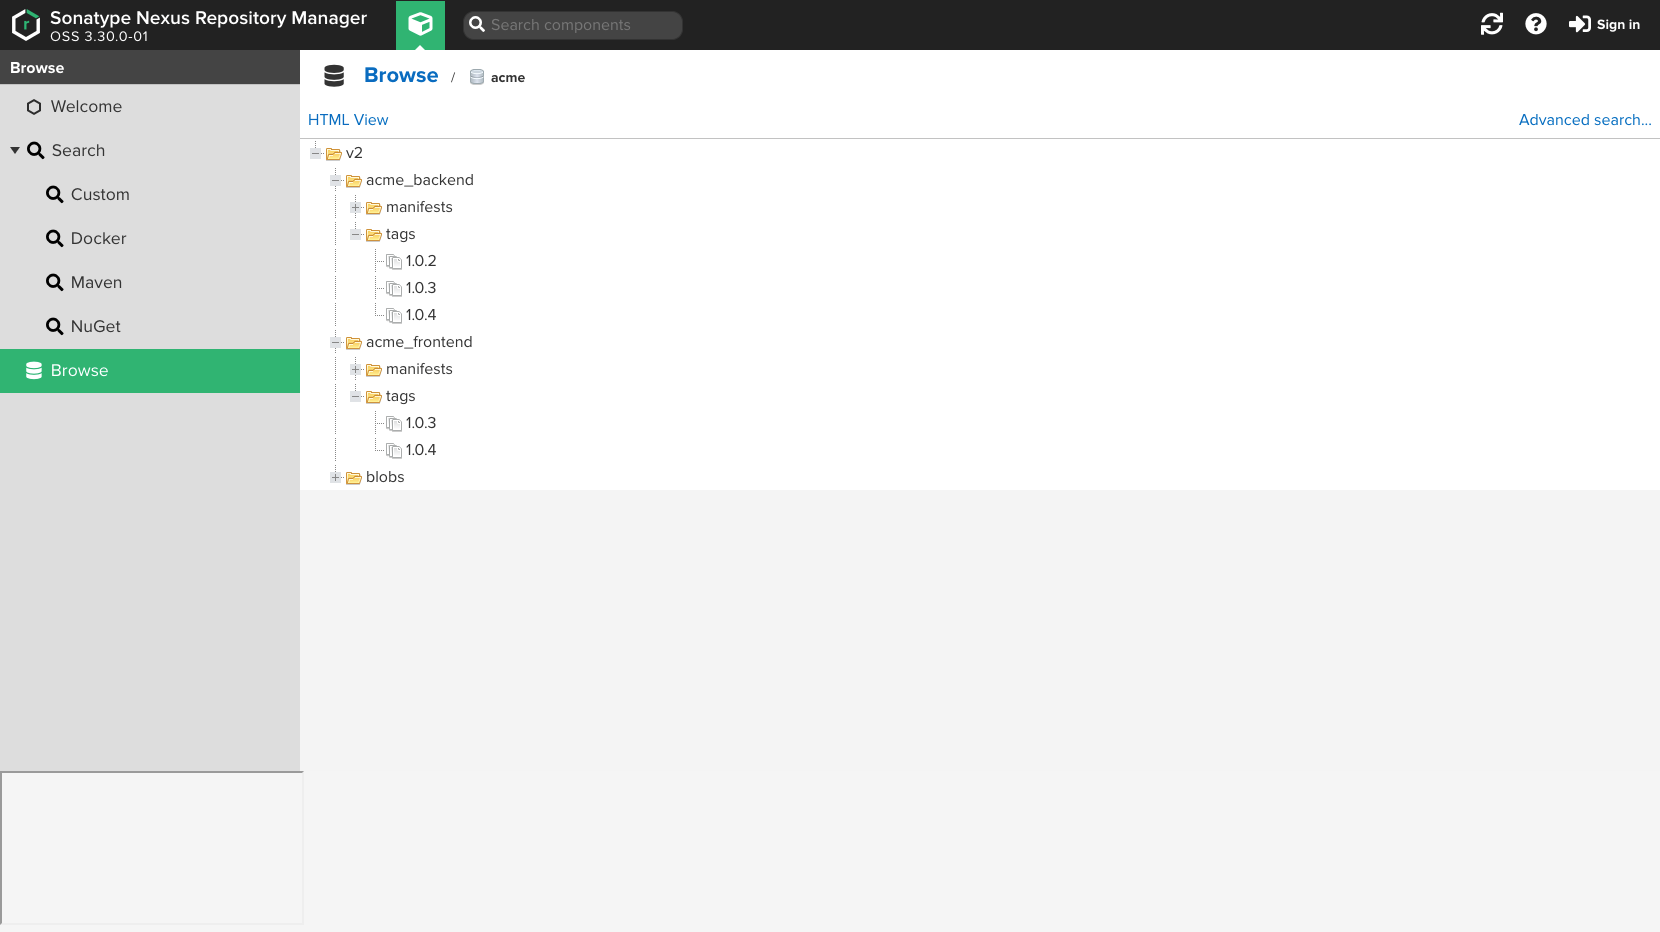 Sonatype Nexus Repository Manager
OSS 3.30.0-01
Search components
Sign in
Browse
Welcome
Search
Custom
Docker
Maven
NuGet
Browse
Browse / acme
HTML View
Advanced search...
v2
acme_backend
manifests
tags
1.0.2
1.0.3
1.0.4
acme_frontend
manifests
tags
1.0.3
1.0.4
blobs